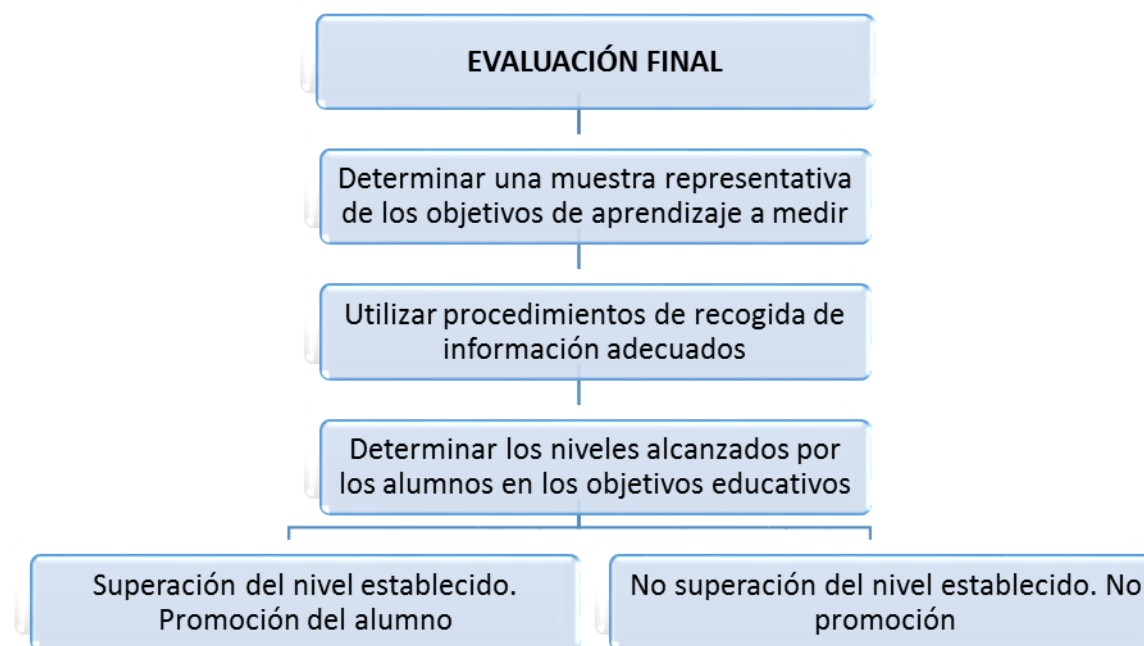 EVALUACIÓN FINAL
Determinar una muestra representativa
de los objetivos de aprendizaje a medir
Utilizar procedimientos de recogida de
información adecuados
Determinar los niveles alcanzados por
los alumnos en los objetivos educativos
Superación del nivel establecido.
Promoción del alumno
No superación del nivel establecido. No
promoción